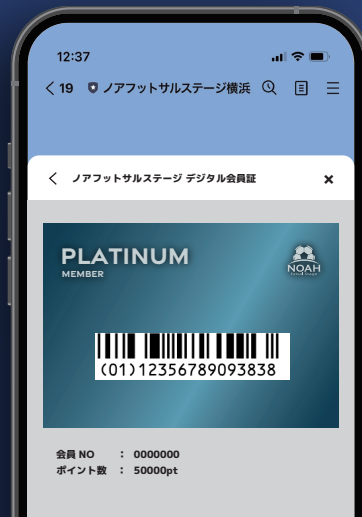 12:37
19 ノアフットサルステージ横浜
ノアフットサルステージ デジタル会員証 ×
PLATINUM
MEMBER
NOAH
(01)12356789093838
会員 NO : 0000000
ポイント数 : 50000pt